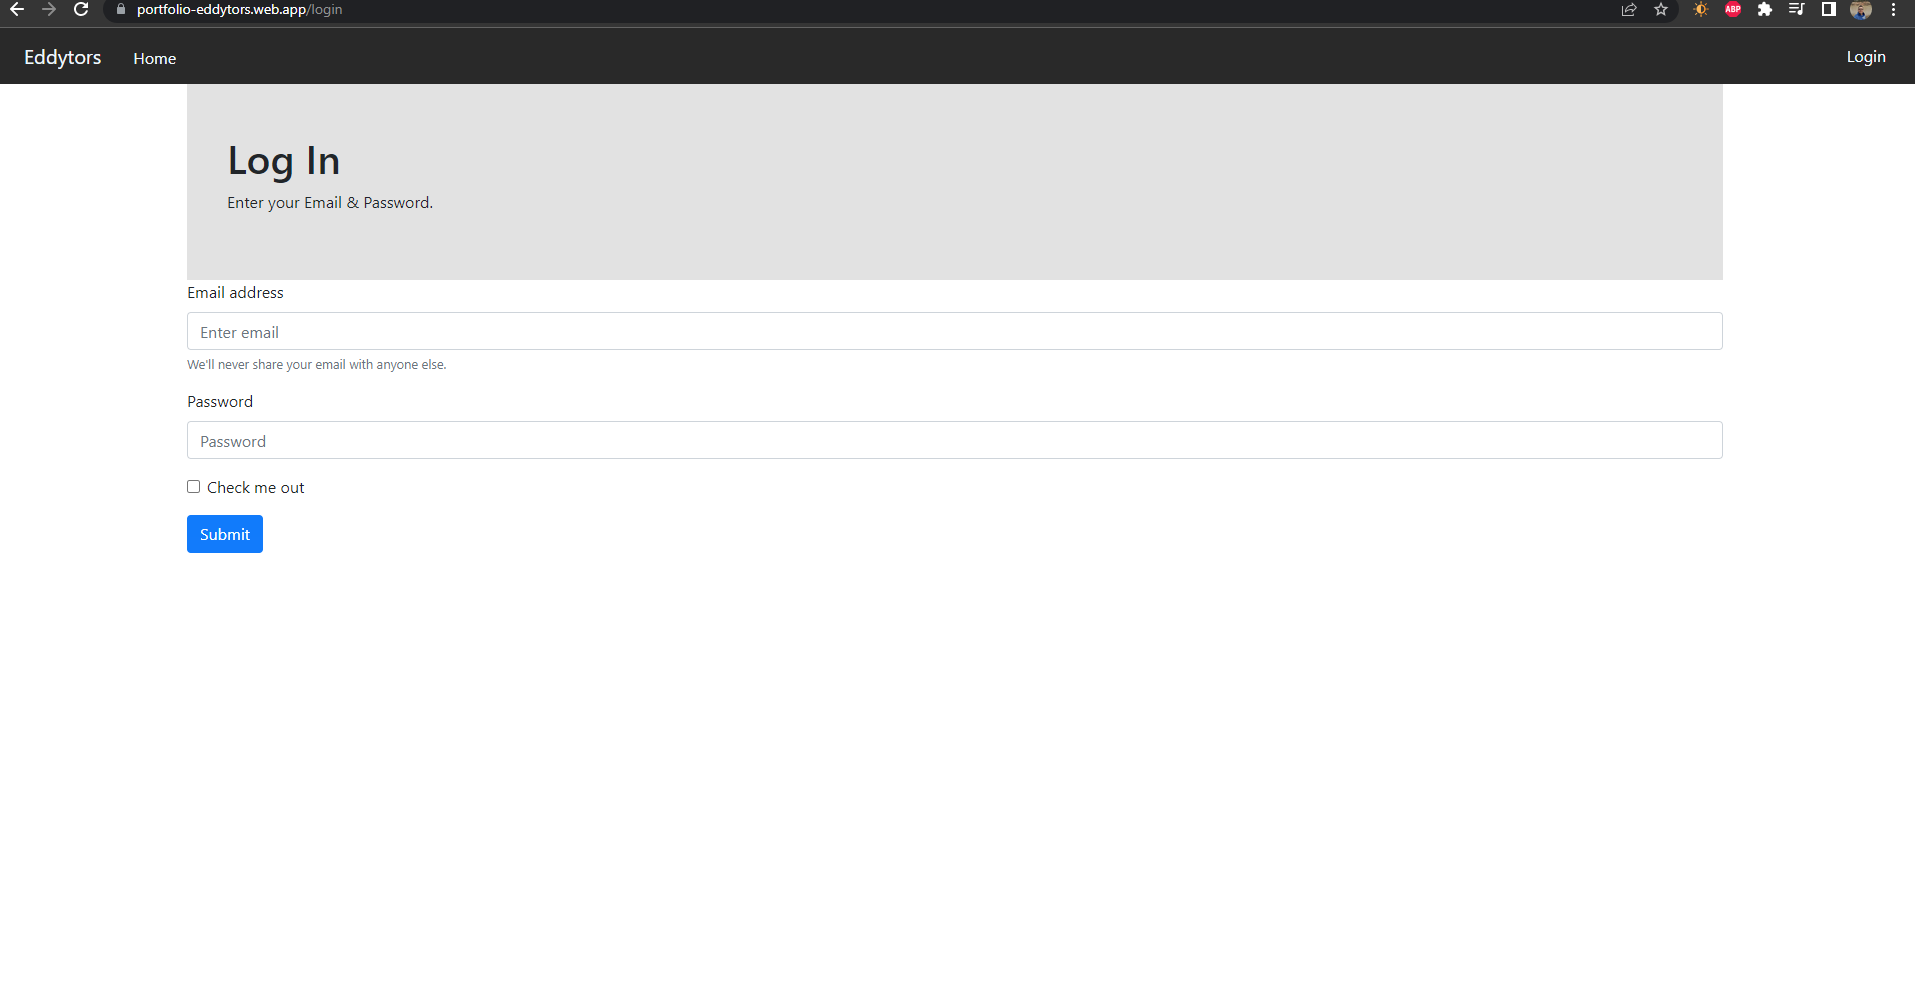 portfolio-eddytors.web.app/login
ABP
Eddytors Home Login
Log In
Enter your Email & Password.
Email address
Enter email
We'll never share your email with anyone else.
Password
Password
Check me out
Submit